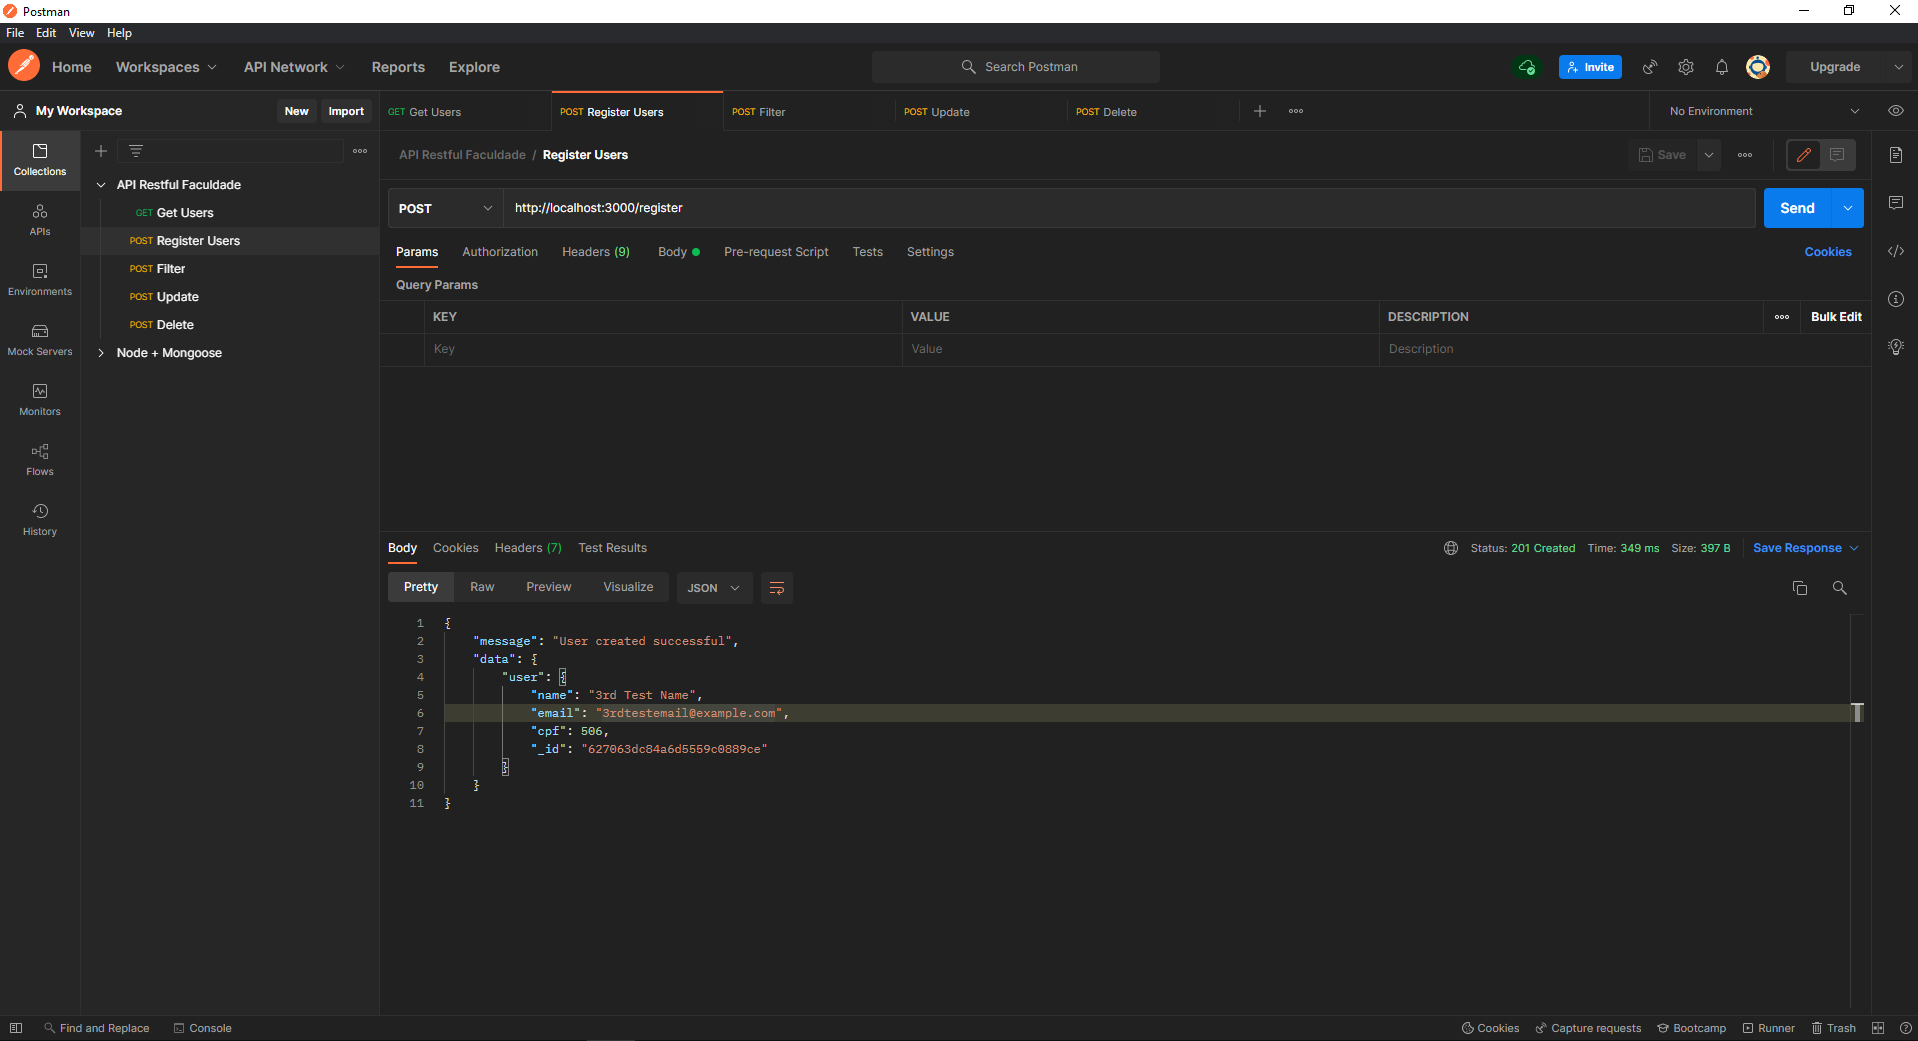 Postman
File Edit View Help
Home Workspaces API Network Reports Explore Search Postman Invite Upgrade
My Workspace New Import GET Get Users POST Register Users POST Filter POST Update POST Delete No Environment
Collections
APIs
Environments
Mock Servers
Monitors
Flows
History
API Restful Faculdade
GET Get Users
POST Register Users
POST Filter
POST Update
POST Delete
Node + Mongoose
API Restful Faculdade / Register Users Save
POST http://localhost:3000/register Send
Params Authorization Headers (9) Body Pre-request Script Tests Settings Cookies
Query Params
KEY VALUE DESCRIPTION Bulk Edit
Key Value Description
Body Cookies Headers (7) Test Results Status: 201 Created Time: 349 ms Size: 397 B Save Response
Pretty Raw Preview Visualize JSON
1 {
2 "message": "User created successful",
3 "data": {
4 "user": {
5 "name": "3rd Test Name",
6 "email": "3rdtestemail@example.com",
7 "cpf": 506,
8 "_id": "627063dc84a6d5559c0889ce"
9 }
10 }
11 }
Find and Replace Console Cookies Capture requests Bootcamp Runner Trash